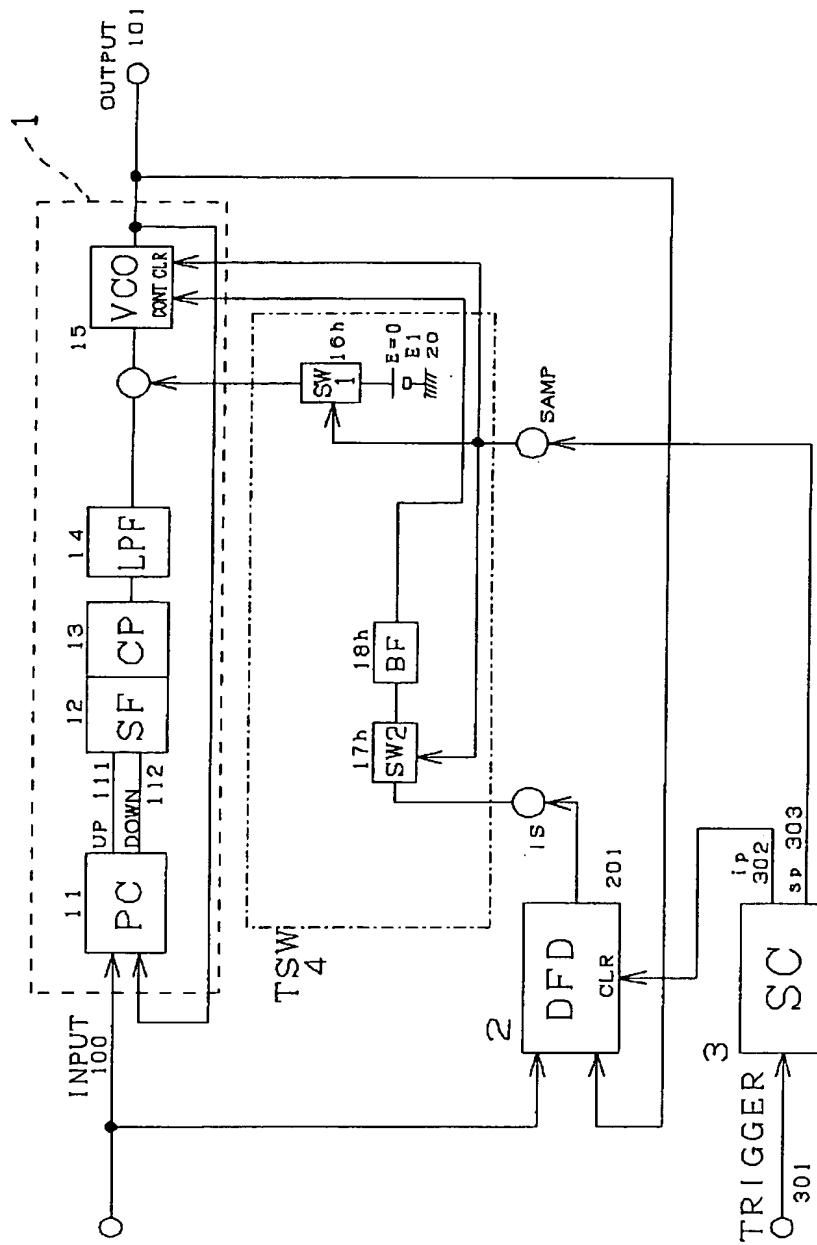 1
OUTPUT
101
INPUT
100
11
PC
UP 111
DOWN
112
12
SF
13
CP
14
LPF
15
VCO
CONT CLR
TSW
4
IS
17h
SW2
18h
BF
SW
1
16h
E=0
E1
20
SAMP
2
DFD
CLR
201
3
SC
ip
302
sp 303
TRIGGER
301